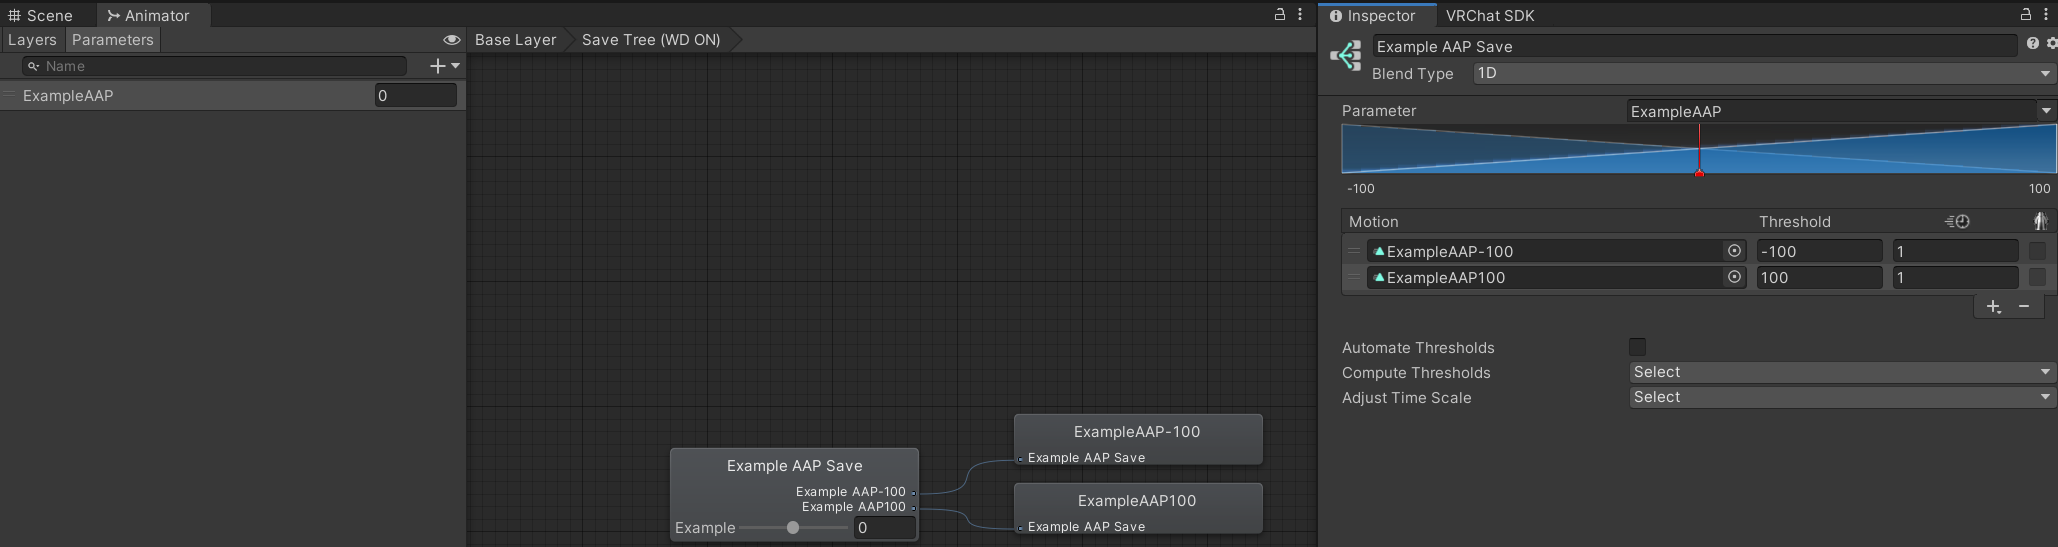 Scene
Animator
Layers
Parameters
Name
ExampleAAP
0
Base Layer
Save Tree (WD ON)
Example AAP Save
Example AAP-100
Example AAP100
Example
0
ExampleAAP-100
Example AAP Save
ExampleAAP100
Example AAP Save
Inspector
VRChat SDK
Example AAP Save
Blend Type
1D
Parameter
ExampleAAP
-100
100
Motion
Threshold
ExampleAAP-100
-100
1
ExampleAAP100
100
1
Automate Thresholds
Compute Thresholds
Select
Adjust Time Scale
Select